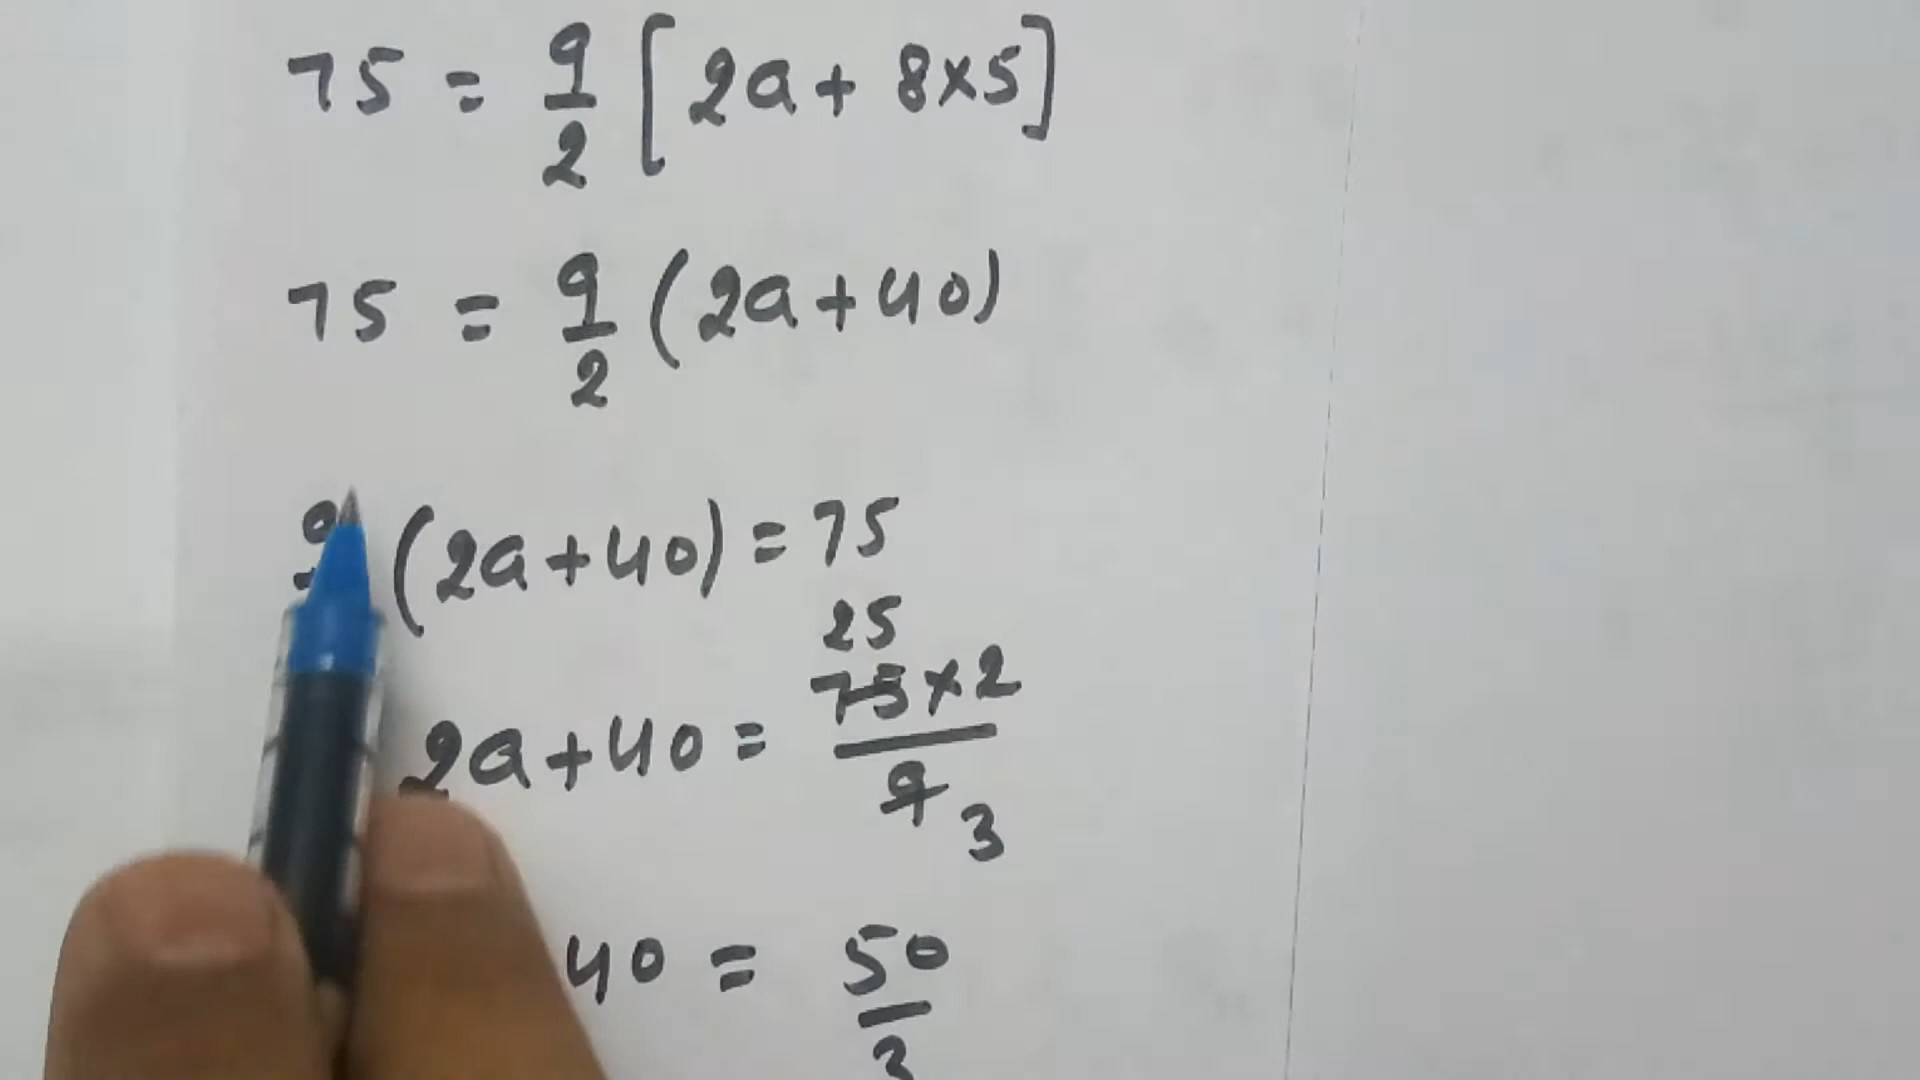 75 = 9/2 [2a + 8×5]
75 = 9/2 (2a+40)
9 (2a+40) = 75
2a+40 = 25 75×2 / 9 3
40 = 50/3